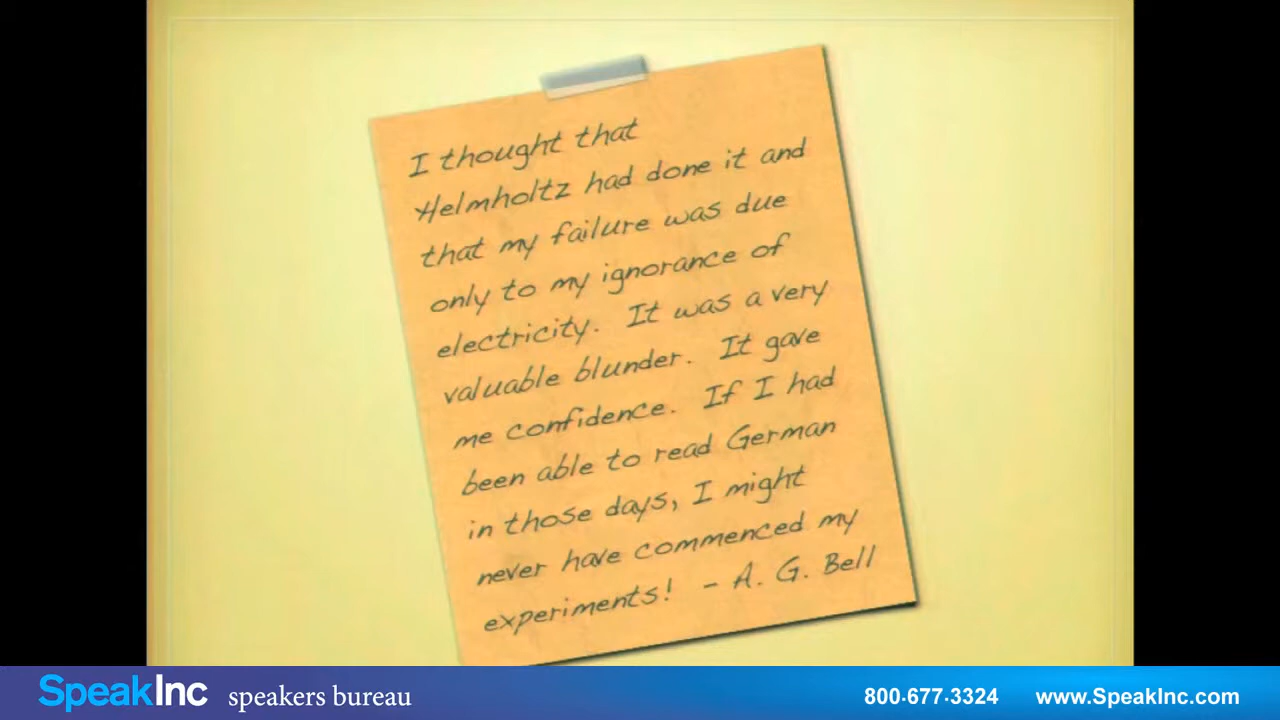 I thought that
Helmholtz had done it and
that my failure was due
only to my ignorance of
electricity. It was a very
valuable blunder. It gave
me confidence. If I had
been able to read German
in those days, I might
never have commenced my
experiments! - A. G. Bell
SpeakInc speakers bureau 800-677-3324 www.SpeakInc.com